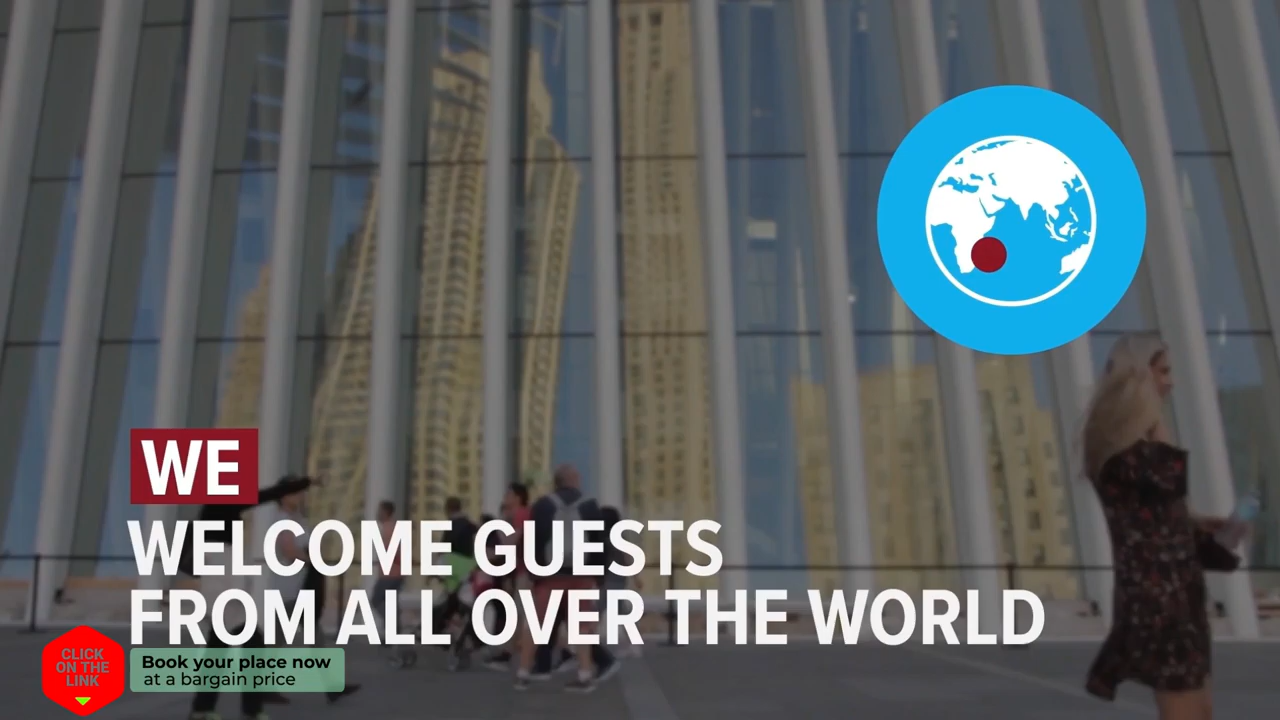 WE
WELCOME GUESTS
FROM ALL OVER THE WORLD
CLICK
ON THE
LINK
Book your place now
at a bargain price